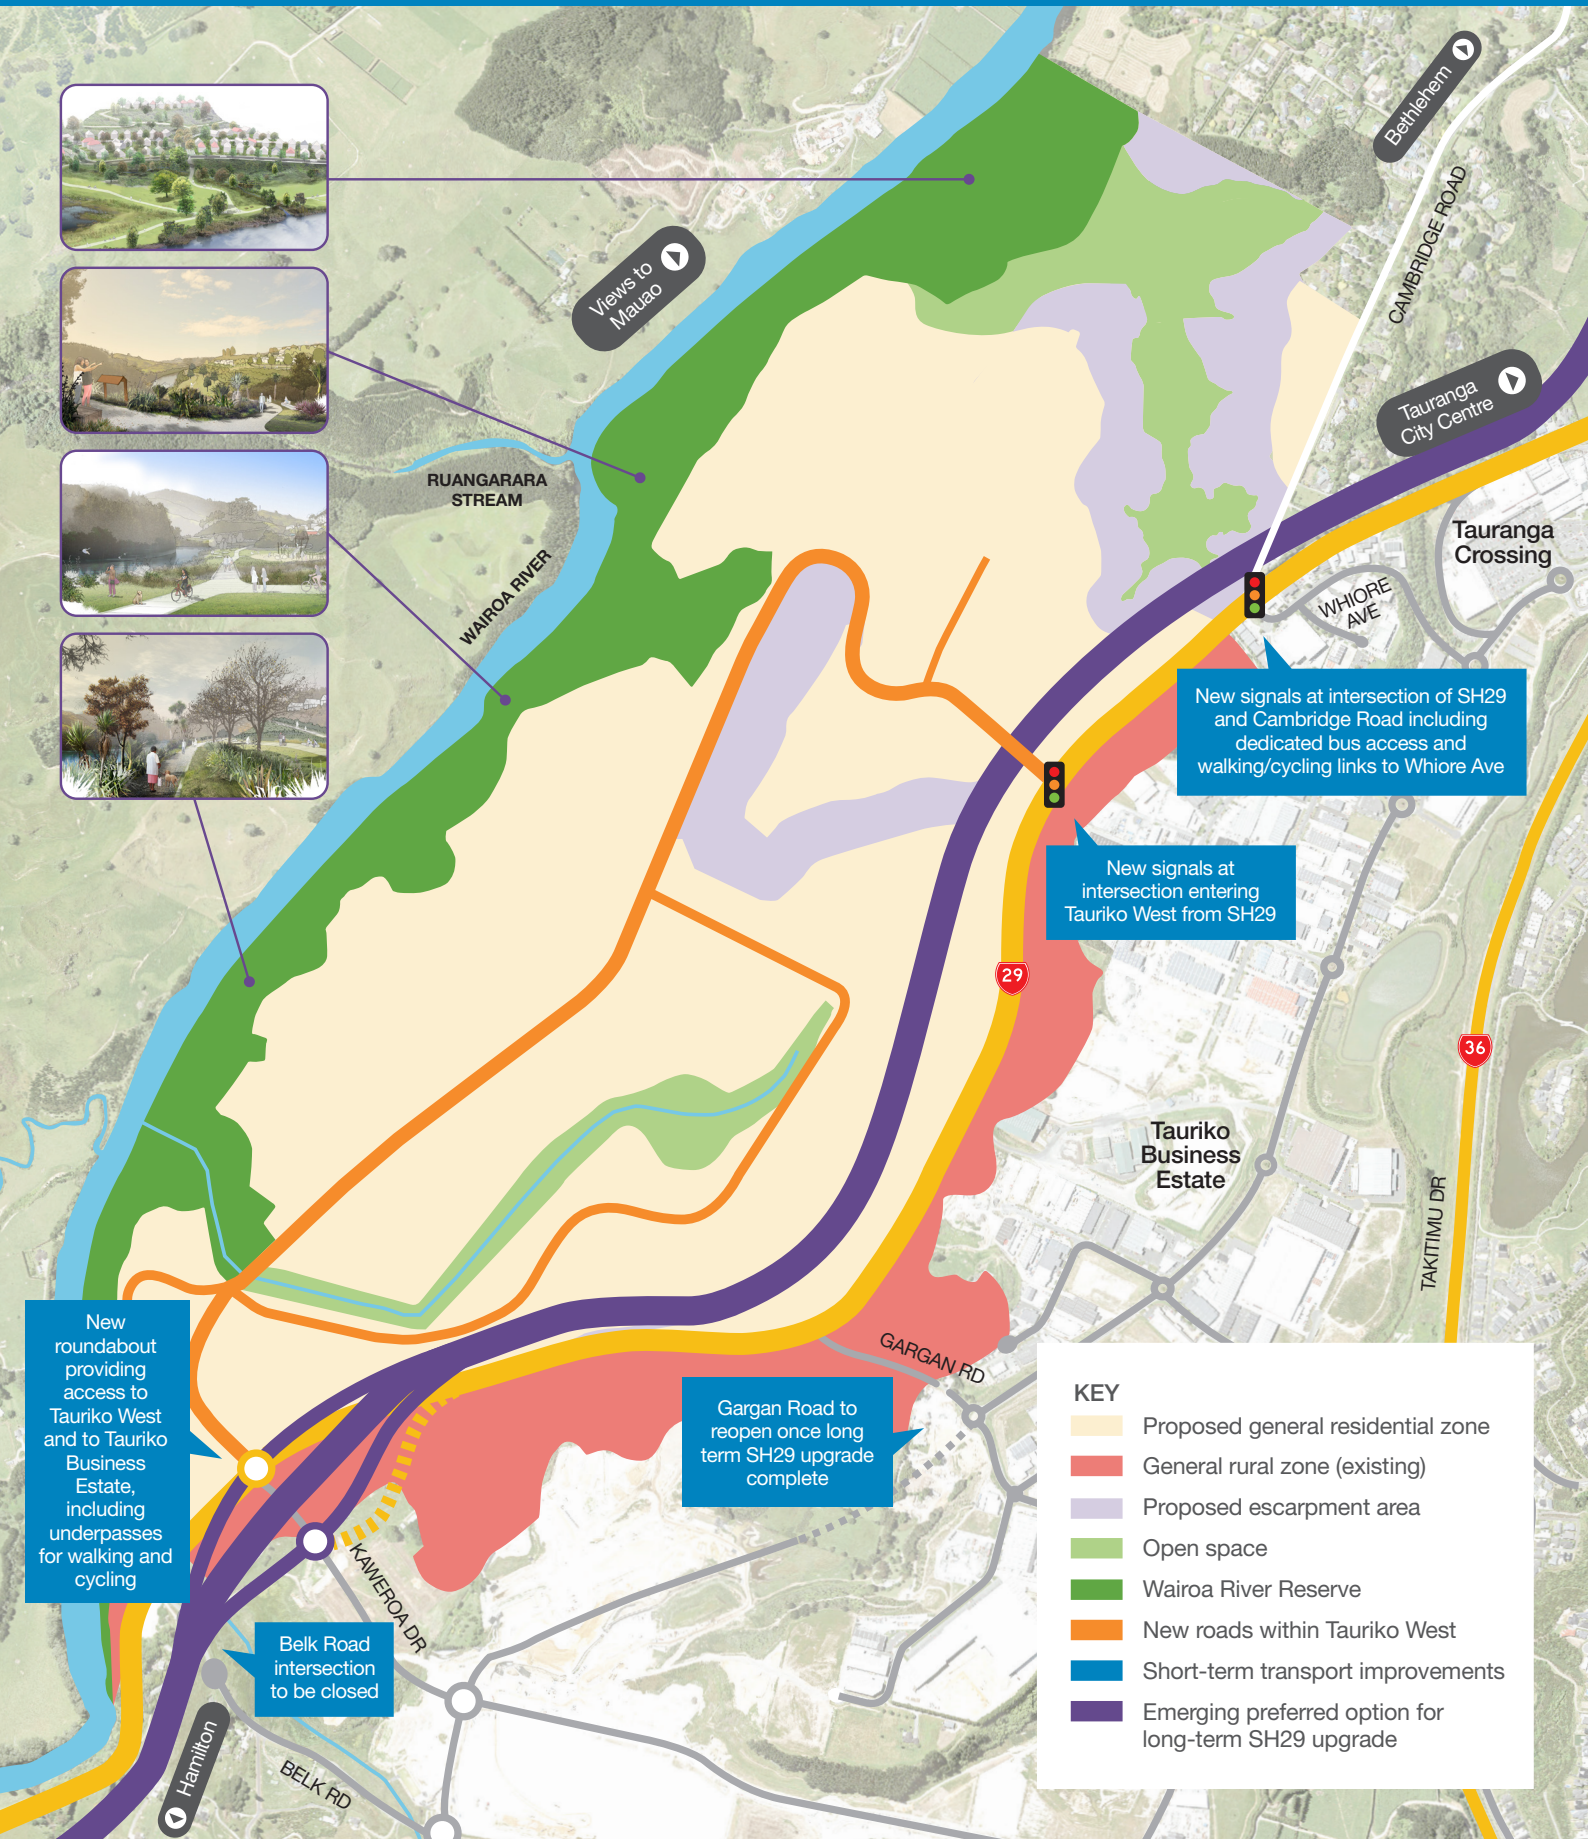 Bethlehem
CAMBRIDGE ROAD
Views to
Mauao
Tauranga
City Centre
RUANGARARA
STREAM
WAIROA RIVER
Tauranga
Crossing
WHIORE
AVE
New signals at intersection of SH29
and Cambridge Road including
dedicated bus access and
walking/cycling links to Whiore Ave
New signals at
intersection entering
Tauriko West from SH29
29
36
Tauriko
Business
Estate
TAKITIMU DR
New
roundabout
providing
access to
Tauriko West
and to Tauriko
Business
Estate,
including
underpasses
for walking and
cycling
GARGAN RD
Gargan Road to
reopen once long
term SH29 upgrade
complete
KAWEROA DR
Belk Road
intersection
to be closed
Hamilton
BELK RD
KEY
Proposed general residential zone
General rural zone (existing)
Proposed escarpment area
Open space
Wairoa River Reserve
New roads within Tauriko West
Short-term transport improvements
Emerging preferred option for
long-term SH29 upgrade